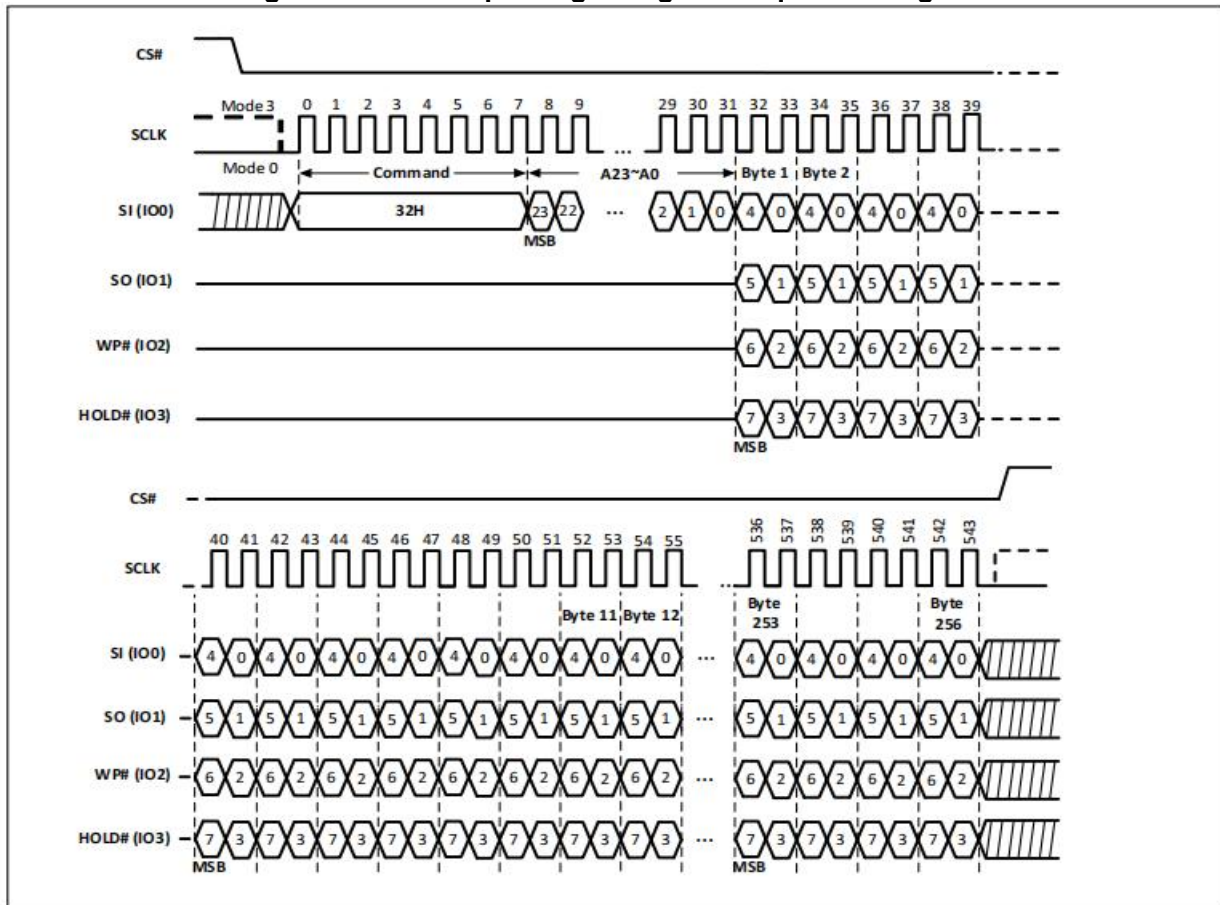 CS#
Mode 3 0 1 2 3 4 5 6 7 8 9 29 30 31 32 33 34 35 36 37 38 39
SCLK ...
Mode 0 Command A23~A0 Byte 1 Byte 2
SI (IO0) 32H 23 22 ... 2 1 0 4 0 4 0 4 0 4 0
MSB
SO (IO1) 5 1 5 1 5 1 5 1
WP# (IO2) 6 2 6 2 6 2 6 2
HOLD# (IO3) 7 3 7 3 7 3 7 3
MSB
CS#
40 41 42 43 44 45 46 47 48 49 50 51 52 53 54 55 536 537 538 539 540 541 542 543
SCLK ...
Byte 11 Byte 12 Byte 253 Byte 256
SI (IO0) 4 0 4 0 4 0 4 0 4 0 4 0 4 0 4 0 ... 4 0 4 0 4 0 4 0
SO (IO1) 5 1 5 1 5 1 5 1 5 1 5 1 5 1 5 1 ... 5 1 5 1 5 1 5 1
WP# (IO2) 6 2 6 2 6 2 6 2 6 2 6 2 6 2 6 2 ... 6 2 6 2 6 2 6 2
HOLD# (IO3) 7 3 7 3 7 3 7 3 7 3 7 3 7 3 7 3 ... 7 3 7 3 7 3 7 3
MSB MSB